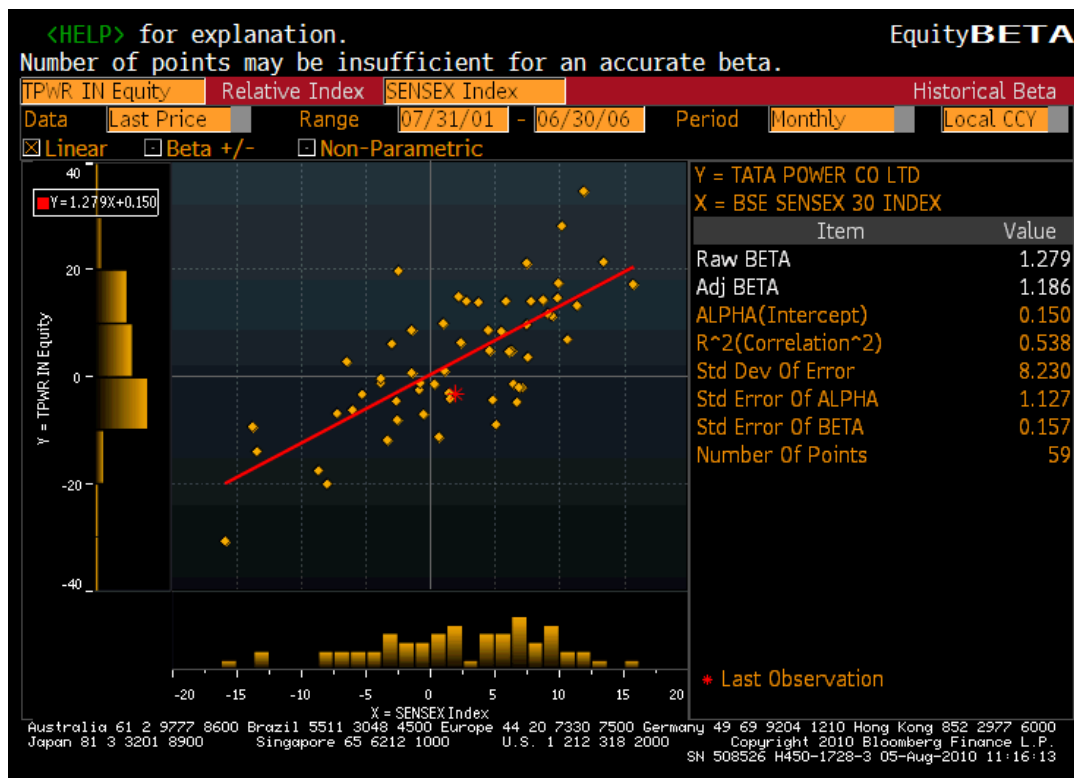 <HELP> for explanation. EquityBETA
Number of points may be insufficient for an accurate beta.
TPWR IN Equity Relative Index SENSEX Index Historical Beta
Data Last Price Range 07/31/01 - 06/30/06 Period Monthly Local CCY
Linear Beta +/- Non-Parametric
Y = TATA POWER CO LTD
X = BSE SENSEX 30 INDEX
Item Value
Raw BETA 1.279
Adj BETA 1.186
ALPHA(Intercept) 0.150
R^2(Correlation^2) 0.538
Std Dev Of Error 8.230
Std Error Of ALPHA 1.127
Std Error Of BETA 0.157
Number Of Points 59
* Last Observation
Y=1.279X+0.150
40
20
0
-20
-40
Y = TPWR IN Equity
-20 -15 -10 -5 0 5 10 15 20
X = SENSEX Index
Australia 61 2 9777 8600 Brazil 5511 3048 4500 Europe 44 20 7330 7500 Germany 49 69 9204 1210 Hong Kong 852 2977 6000
Japan 81 3 3201 8900 Singapore 65 6212 1000 U.S. 1 212 318 2000 Copyright 2010 Bloomberg Finance L.P.
SN 508526 H450-1728-3 05-Aug-2010 11:16:13